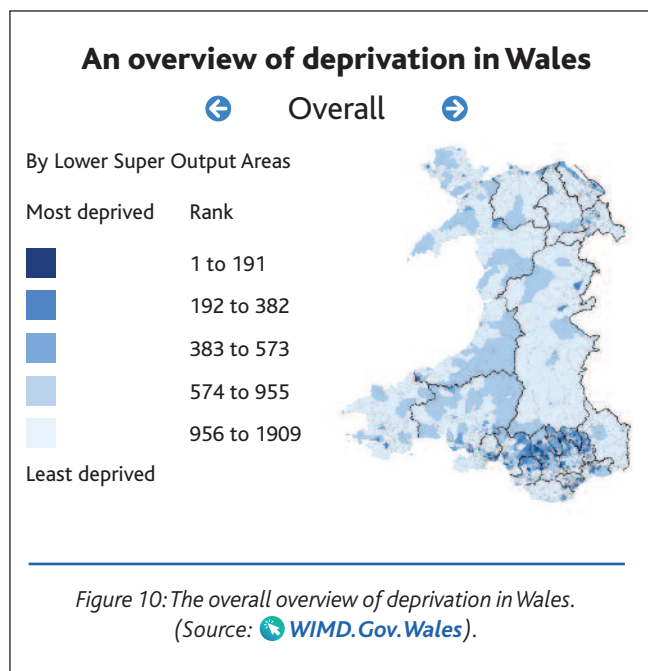 An overview of deprivation in Wales
Overall
By Lower Super Output Areas
Most deprived Rank
1 to 191
192 to 382
383 to 573
574 to 955
956 to 1909
Least deprived
Figure 10: The overall overview of deprivation in Wales.
(Source: WIMD.Gov.Wales).